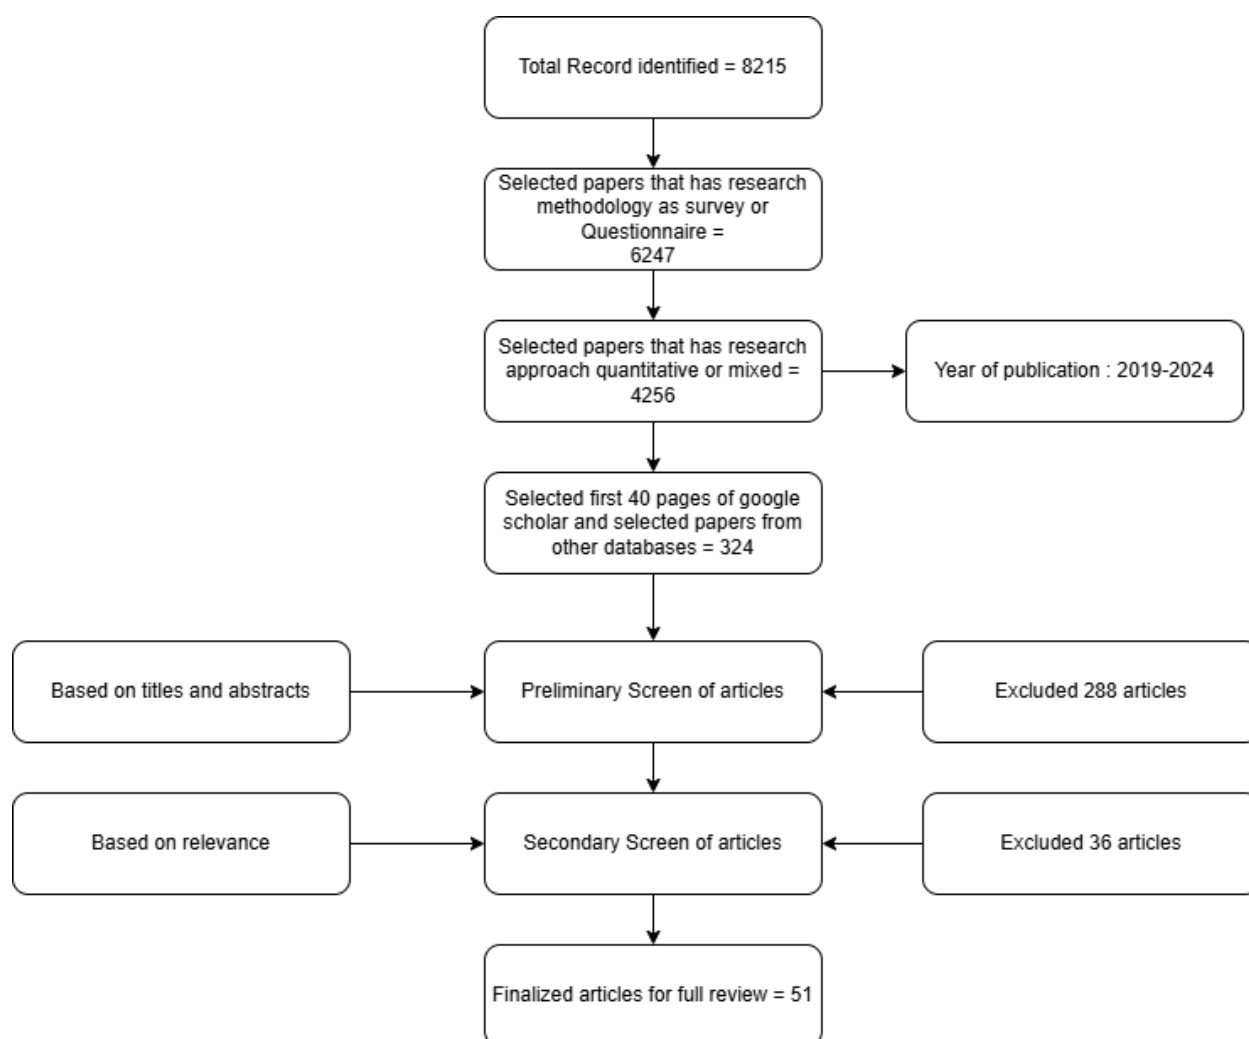 Total Record identified = 8215
Selected papers that has research
methodology as survey or
Questionnaire =
6247
Selected papers that has research
approach quantitative or mixed =
4256
Year of publication : 2019-2024
Selected first 40 pages of google
scholar and selected papers from
other databases = 324
Based on titles and abstracts
Preliminary Screen of articles
Excluded 288 articles
Based on relevance
Secondary Screen of articles
Excluded 36 articles
Finalized articles for full review = 51